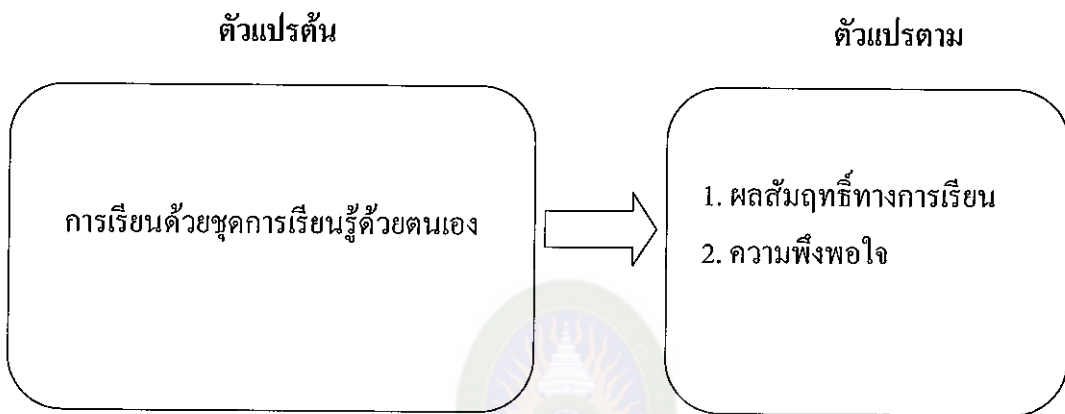 ตัวแปรต้น
ตัวแปรตาม
การเรียนด้วยชุดการเรียนรู้ด้วยตนเอง
1. ผลสัมฤทธิ์ทางการเรียน
2. ความพึงพอใจ